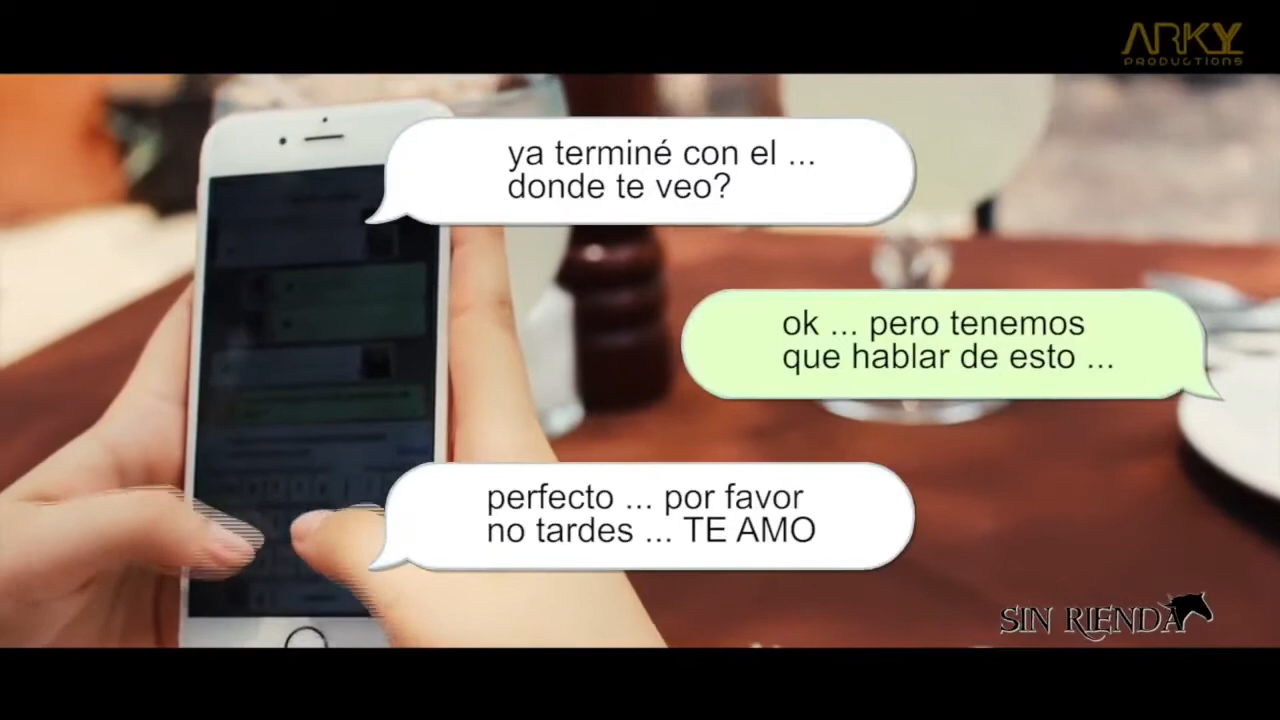 ARKY
PRODUCTIONS
ya terminé con el ...
donde te veo?
ok ... pero tenemos
que hablar de esto ...
perfecto ... por favor
no tardes ... TE AMO
SIN RIENDA